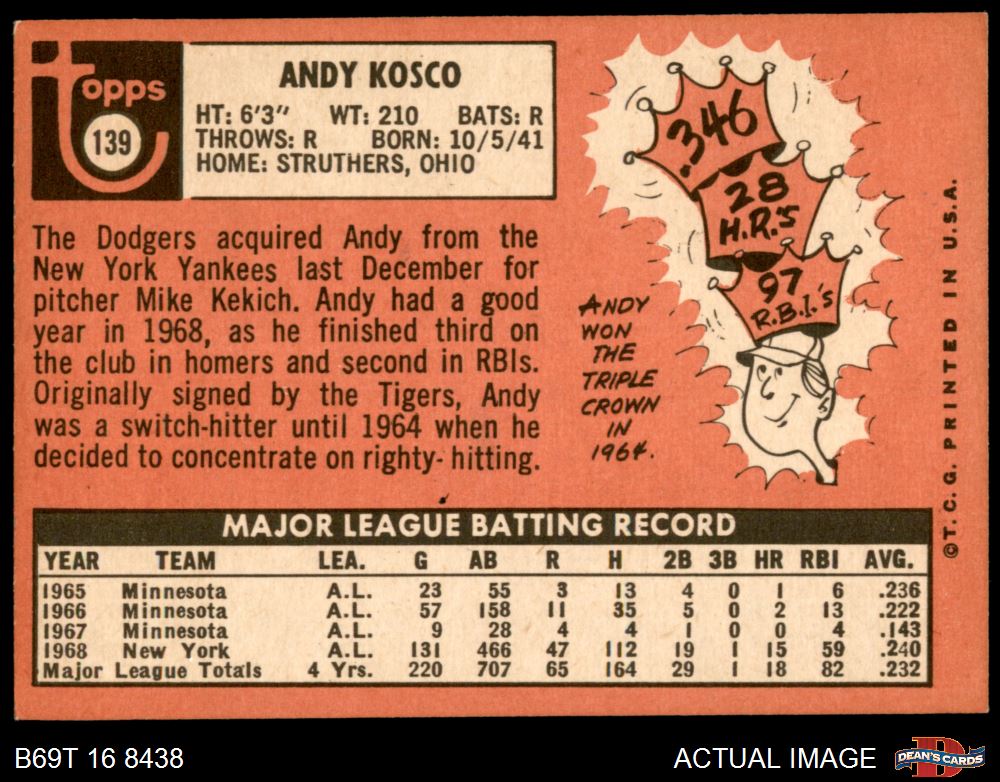 Topps
139
ANDY KOSCO
HT: 6'3" WT: 210 BATS: R
THROWS: R BORN: 10/5/41
HOME: STRUTHERS, OHIO
The Dodgers acquired Andy from the
New York Yankees last December for
pitcher Mike Kekich. Andy had a good
year in 1968, as he finished third on
the club in homers and second in RBIs.
Originally signed by the Tigers, Andy
was a switch-hitter until 1964 when he
decided to concentrate on righty- hitting.
.346
28
H.R.'S
97
R.B.I.'s
ANDY
WON
THE
TRIPLE
CROWN
IN
1964.
©T. C. G. PRINTED IN U.S.A.
MAJOR LEAGUE BATTING RECORD
YEAR TEAM LEA. G AB R H 2B 3B HR RBI AVG.
1965 Minnesota A.L. 23 55 3 13 4 0 1 6 .236
1966 Minnesota A.L. 57 158 11 35 5 0 2 13 .222
1967 Minnesota A.L. 9 28 4 4 1 0 0 4 .143
1968 New York A.L. 131 466 47 112 19 1 15 59 .240
Major League Totals 4 Yrs. 220 707 65 164 29 1 18 82 .232
B69T 16 8438
ACTUAL IMAGE
D
DEAN'S CARDS